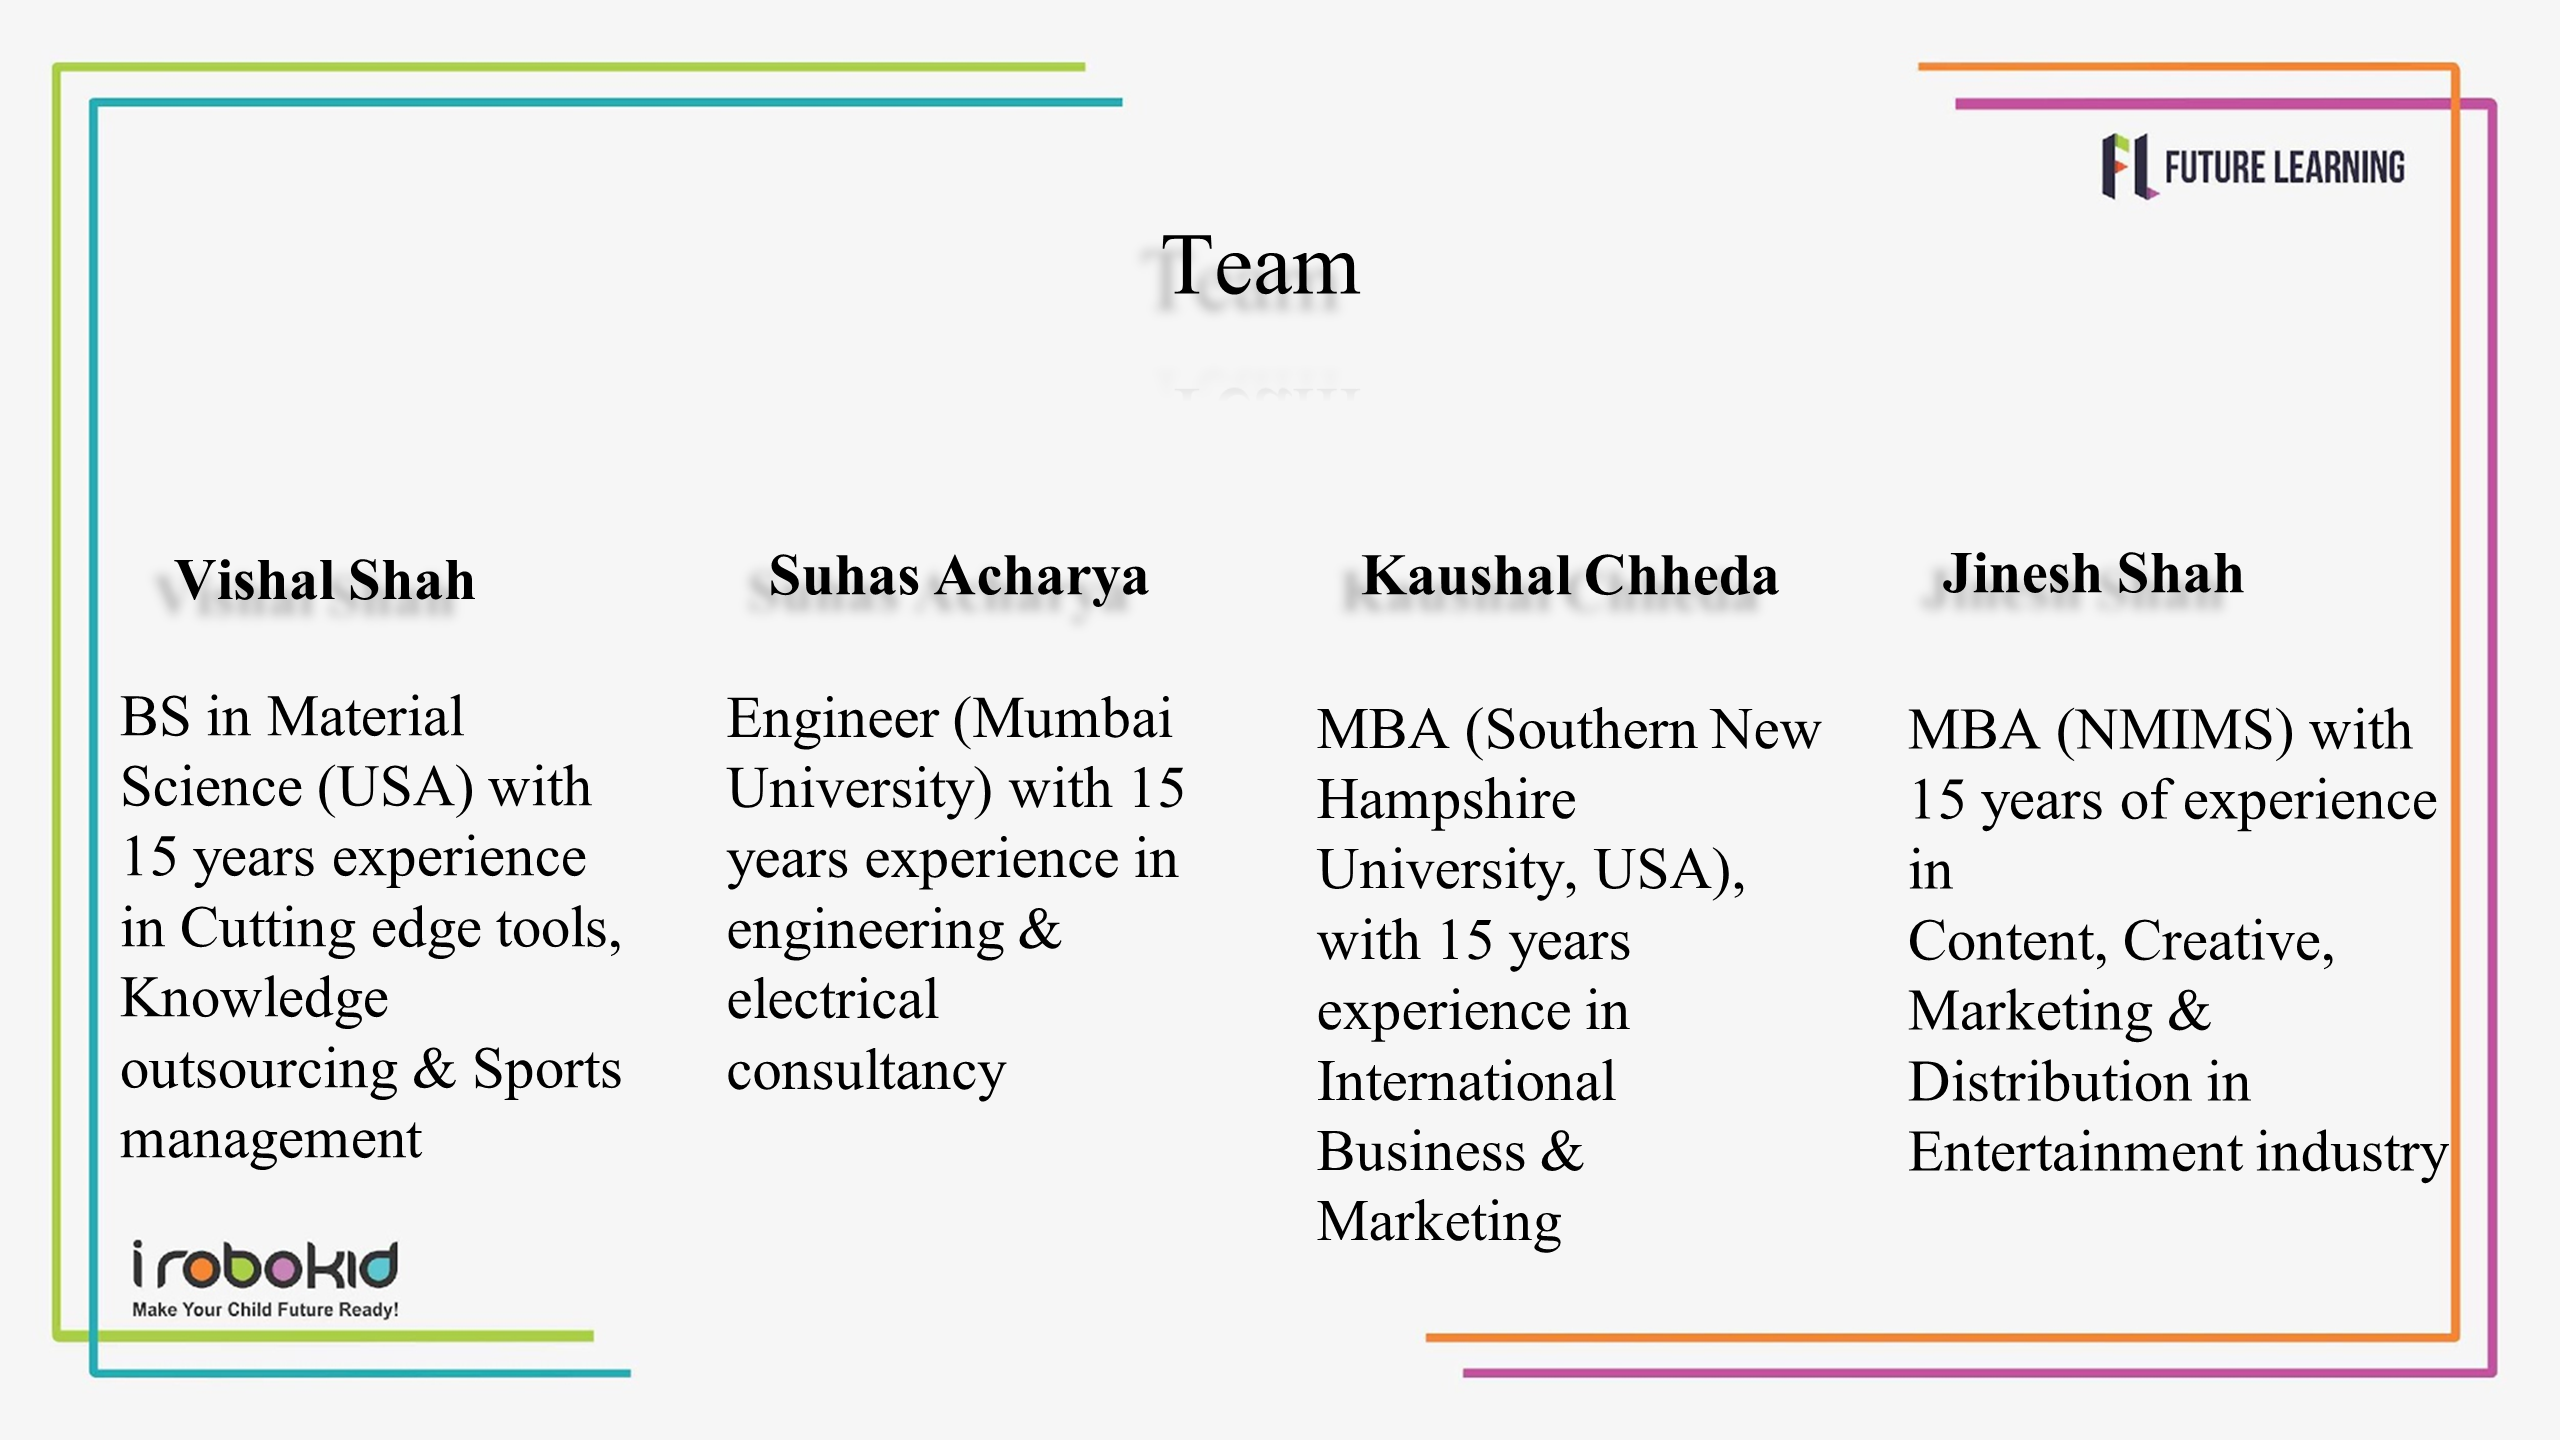 FUTURE LEARNING
Team
Vishal Shah
BS in Material
Science (USA) with
15 years experience
in Cutting edge tools,
Knowledge
outsourcing & Sports
management
Suhas Acharya
Engineer (Mumbai
University) with 15
years experience in
engineering &
electrical
consultancy
Kaushal Chheda
MBA (Southern New
Hampshire
University, USA),
with 15 years
experience in
International
Business &
Marketing
Jinesh Shah
MBA (NMIMS) with
15 years of experience
in
Content, Creative,
Marketing &
Distribution in
Entertainment industry
i robokid
Make Your Child Future Ready!